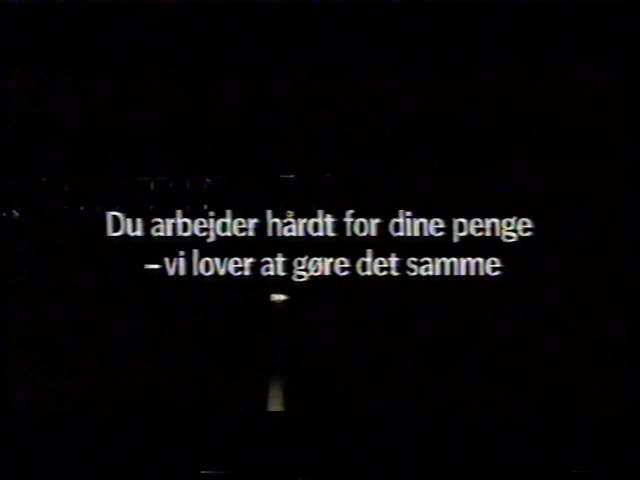 Du arbejder hårdt for dine penge
– vi lover at gøre det samme